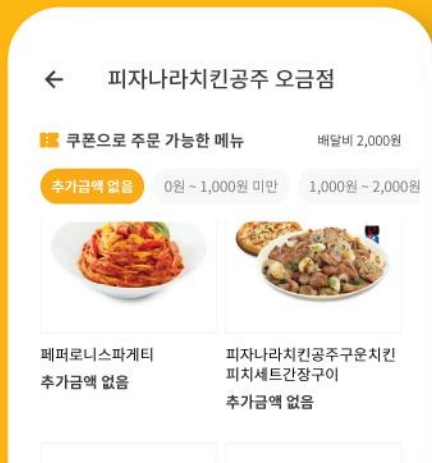 피자나라치킨공주 오금점
쿠폰으로 주문 가능한 메뉴 배달비 2,000원
추가금액 없음 0원 ~ 1,000원 미만 1,000원 ~ 2,000원
페퍼로니스파게티 피자나라치킨공주구운치킨
피치세트간장구이
추가금액 없음
추가금액 없음